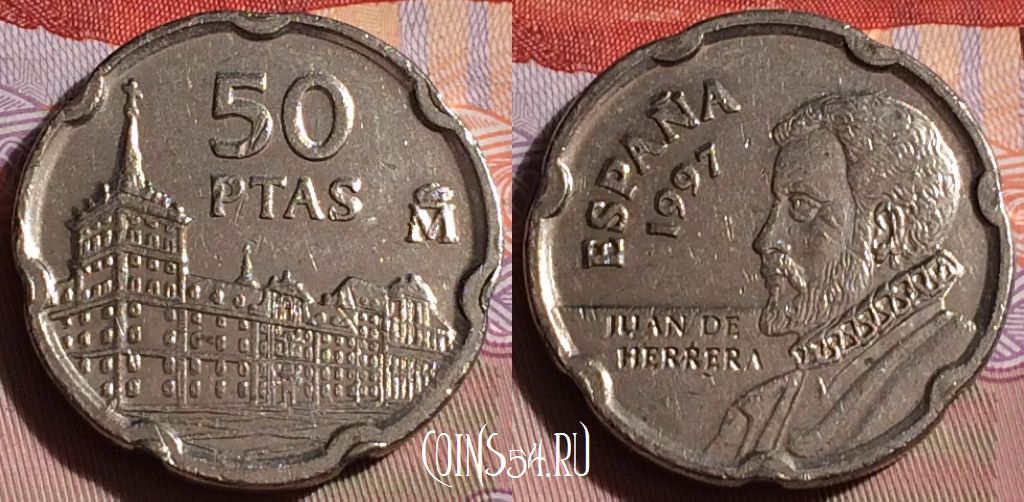 50
PTAS
M
ESPAÑA
1997
JUAN DE
HERRERA
COINS54.RU